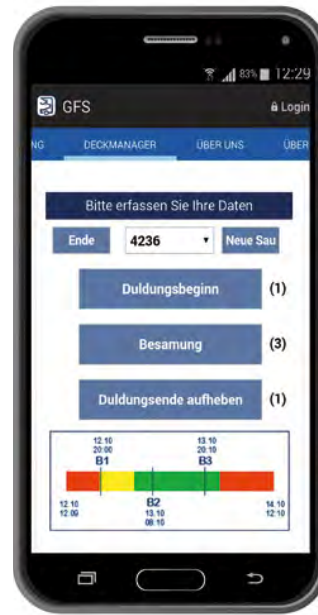 83% 12:29
GFS Login
NG DECKMANAGER ÜBER UNS ÜBER
Bitte erfassen Sie Ihre Daten
Ende 4236 Neue Sau
Duldungsbeginn (1)
Besamung (3)
Duldungsende aufheben (1)
12.10 13.10
20:00 20:10
B1 B3
12.10 B2 14.10
12:09 13.10 12:10
08:10